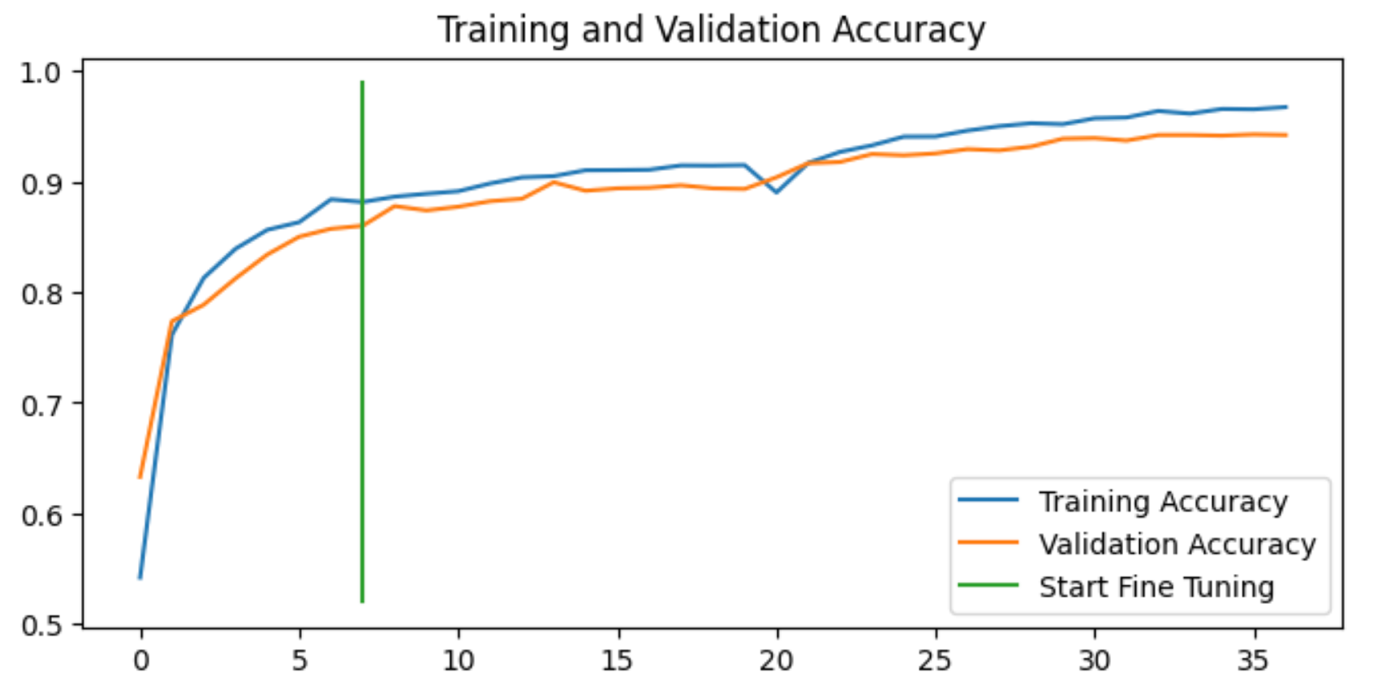 Training and Validation Accuracy
1.0
0.9
0.8
0.7
0.6
0.5
Training Accuracy
Validation Accuracy
Start Fine Tuning
0 5 10 15 20 25 30 35